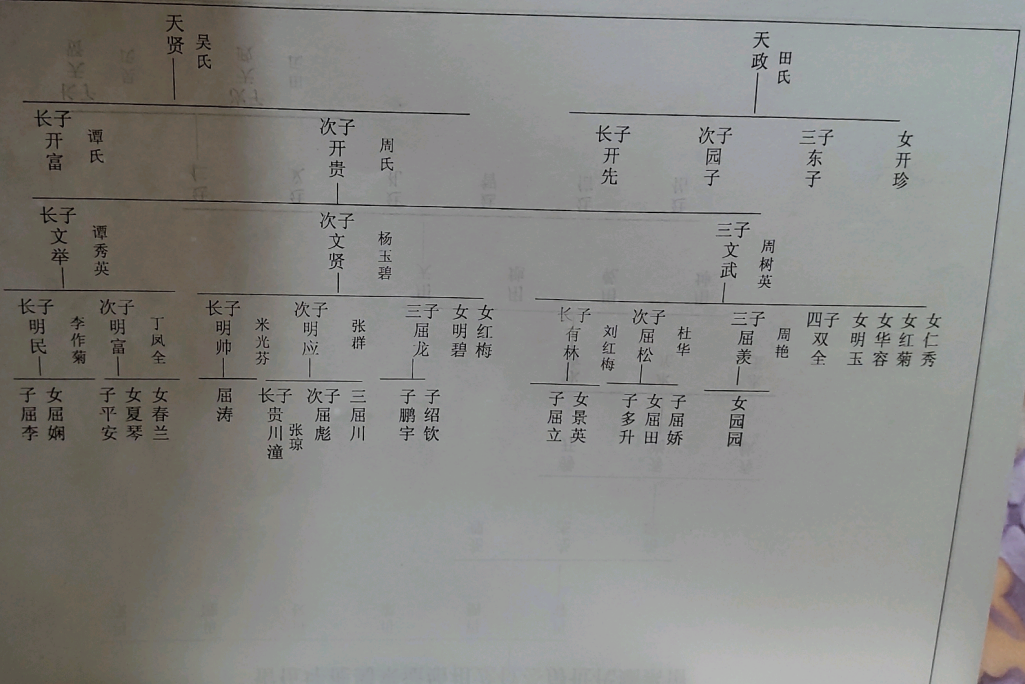 天贤 吴氏
天政 田氏
长子开富 谭氏
次子开贵 周氏
长子开先
次子园子
三子东子
女开珍
长子文举 谭秀英
次子文贤 杨玉碧
三子文武 周树英
长子明民 李作菊
次子明富 丁凤全
长子明帅 米光芬
次子明应 张群
三子屈龙
女明碧
女红梅
长子有林 刘红梅
次子屈松 杜华
三子屈羡 周艳
四子双全
女明玉
女华容
女红菊
女仁秀
子屈李
女屈娴
子平安
女夏琴
女春兰
屈涛
长子贵川潼 张琼
次子屈彪
三屈川
子鹏宇
子绍钦
子屈立
女景英
子多升
女屈田
子屈娇
女园园